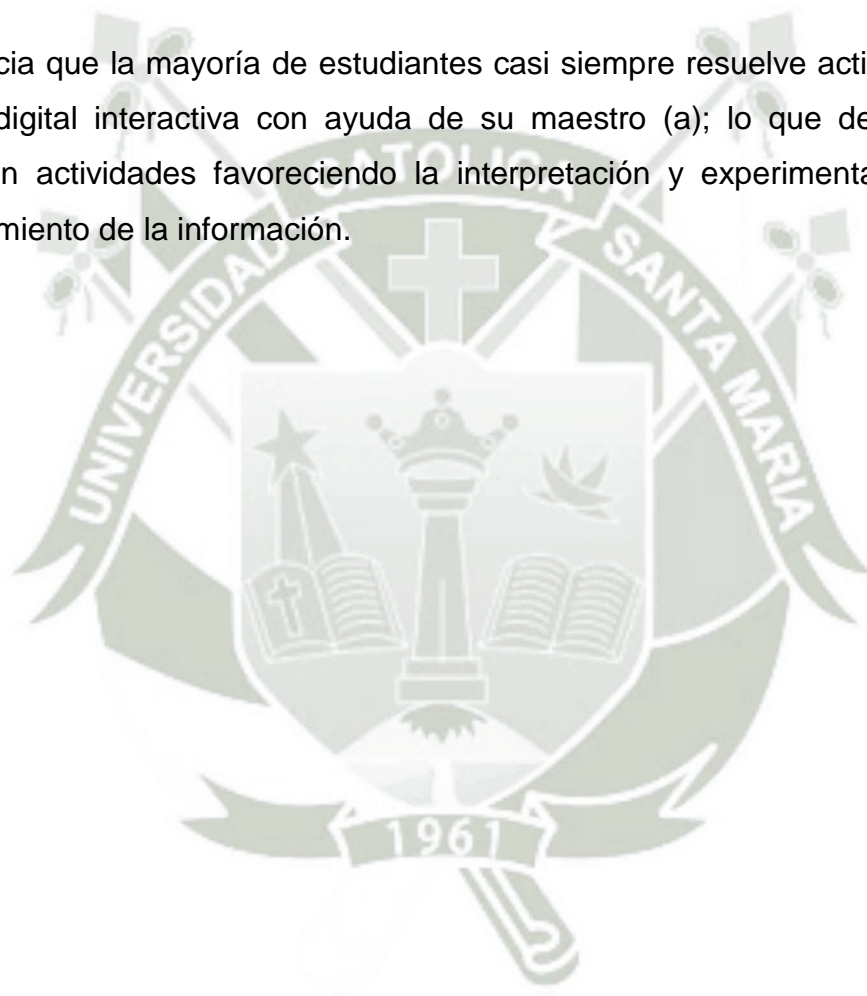 cia que la mayoría de estudiantes casi siempre resuelve acti
digital interactiva con ayuda de su maestro (a); lo que de
n actividades favoreciendo la interpretación y experimenta
miento de la información.
UNIVERSIDAD CATOLICA SANTA MARIA
1961